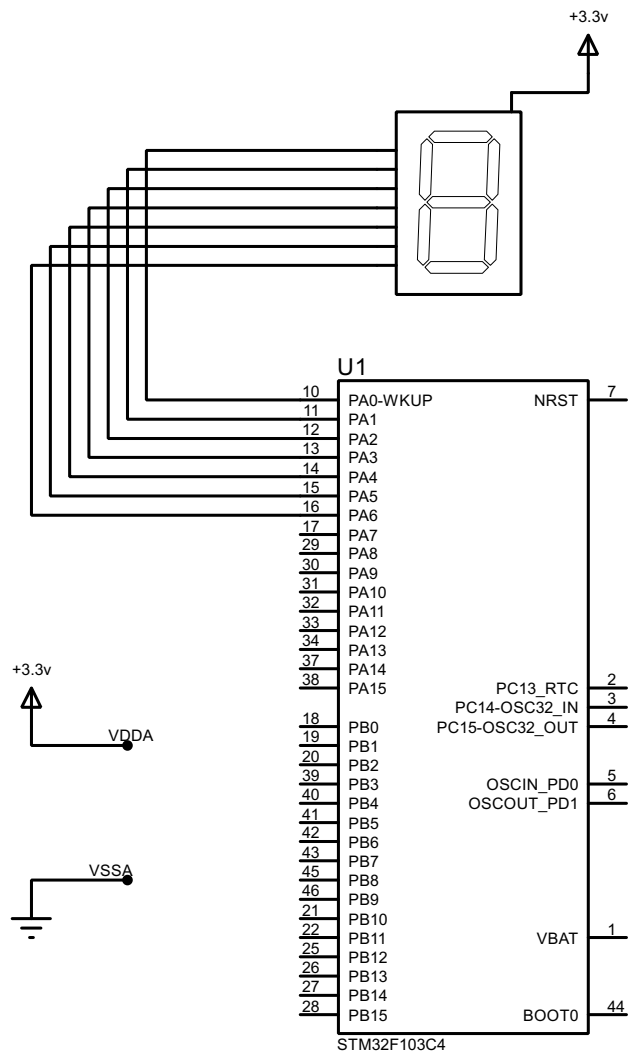 +3.3v
U1
10 PA0-WKUP NRST 7
11 PA1
12 PA2
13 PA3
14 PA4
15 PA5
16 PA6
17 PA7
29 PA8
30 PA9
31 PA10
32 PA11
33 PA12
34 PA13
37 PA14
38 PA15 PC13_RTC 2
PC14-OSC32_IN 3
18 PB0 PC15-OSC32_OUT 4
19 PB1
20 PB2
39 PB3 OSCIN_PD0 5
40 PB4 OSCOUT_PD1 6
41 PB5
42 PB6
43 PB7
45 PB8
46 PB9
21 PB10
22 PB11 VBAT 1
25 PB12
26 PB13
27 PB14
28 PB15 BOOT0 44
STM32F103C4
+3.3v
VDDA
VSSA